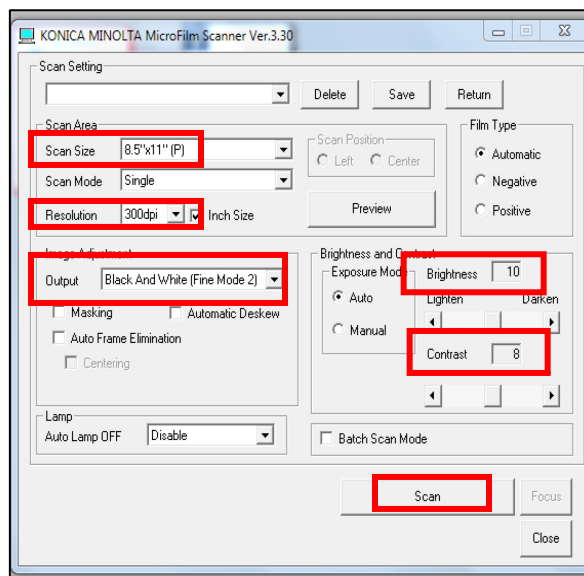 KONICA MINOLTA MicroFilm Scanner Ver.3.30
Scan Setting
Delete Save Return
Scan Area
Scan Size 8.5"x11" (P)
Scan Mode Single
Resolution 300dpi Inch Size
Scan Position
Left Center
Preview
Film Type
Automatic
Negative
Positive
Image Adjustment
Output Black And White (Fine Mode 2)
Masking Automatic Deskew
Auto Frame Elimination
Centering
Brightness and Contrast
Exposure Mode
Auto
Manual
Brightness 10
Lighten Darken
Contrast 8
Lamp
Auto Lamp OFF Disable
Batch Scan Mode
Scan Focus
Close